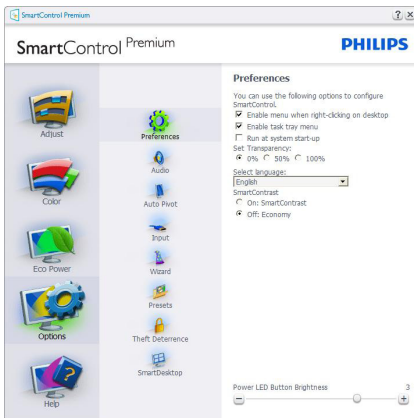 SmartControl Premium
? x
SmartControl Premium
PHILIPS
Adjust
Color
Eco Power
Options
Help
Preferences
Audio
Auto Pivot
Input
Wizard
Presets
Theft Deterrence
SmartDesktop
Preferences
You can use the following options to configure
SmartControl.
Enable menu when right-clicking on desktop
Enable task tray menu
Run at system start-up
Set Transparency:
0% 50% 100%
Select language:
English
SmartContrast
On: SmartContrast
Off: Economy
Power LED Button Brightness 3